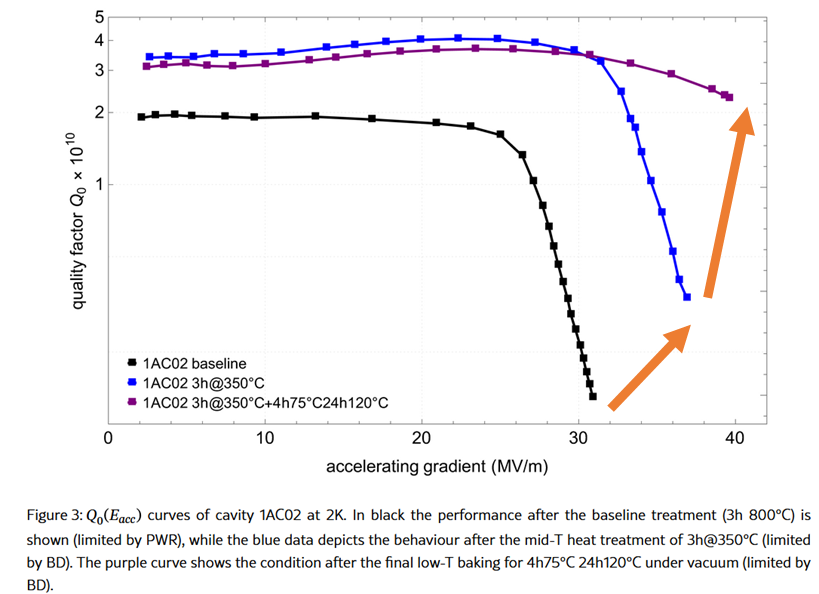 5
4
3
2
1
quality factor Q₀ × 10¹⁰
1AC02 baseline
1AC02 3h@350°C
1AC02 3h@350°C+4h75°C24h120°C
0 10 20 30 40
accelerating gradient (MV/m)
Figure 3: Q₀(E_acc) curves of cavity 1AC02 at 2K. In black the performance after the baseline treatment (3h 800°C) is
shown (limited by PWR), while the blue data depicts the behaviour after the mid-T heat treatment of 3h@350°C (limited
by BD). The purple curve shows the condition after the final low-T baking for 4h75°C 24h120°C under vacuum (limited by
BD).